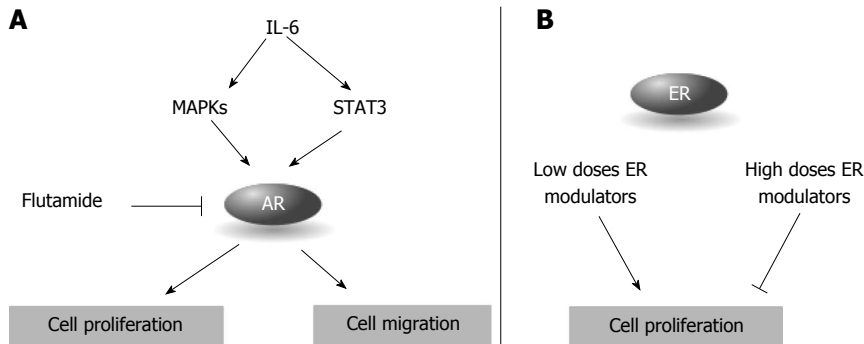 A
IL-6
MAPKs
STAT3
Flutamide
AR
Cell proliferation
Cell migration
B
ER
Low doses ER
modulators
High doses ER
modulators
Cell proliferation